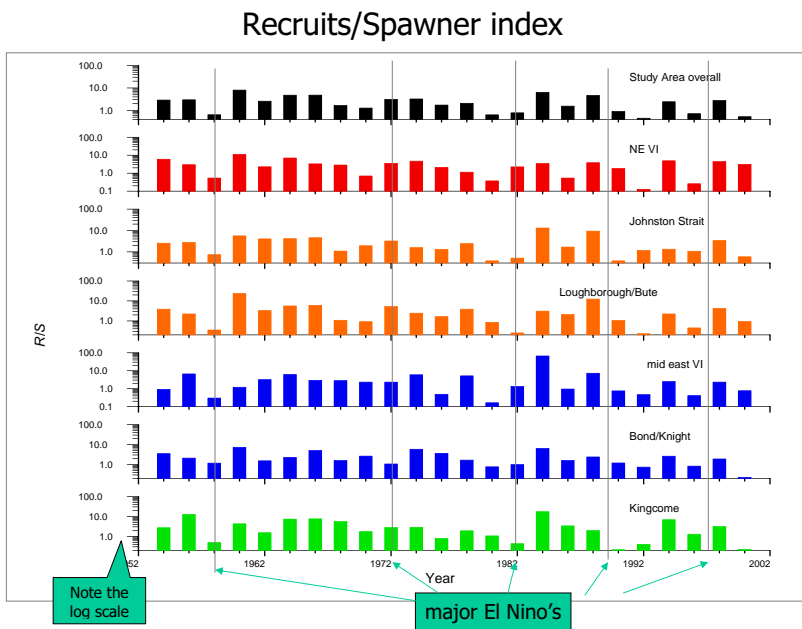 Recruits/Spawner index
100.0
10.0
1.0
Study Area overall
100.0
10.0
1.0
0.1
NE VI
100.0
10.0
1.0
Johnston Strait
100.0
10.0
1.0
Loughborough/Bute
R/S
100.0
10.0
1.0
0.1
mid east VI
100.0
10.0
1.0
Bond/Knight
100.0
10.0
1.0
Kingcome
52 1962 1972 1982 1992 2002
Year
Note the
log scale
major El Nino's